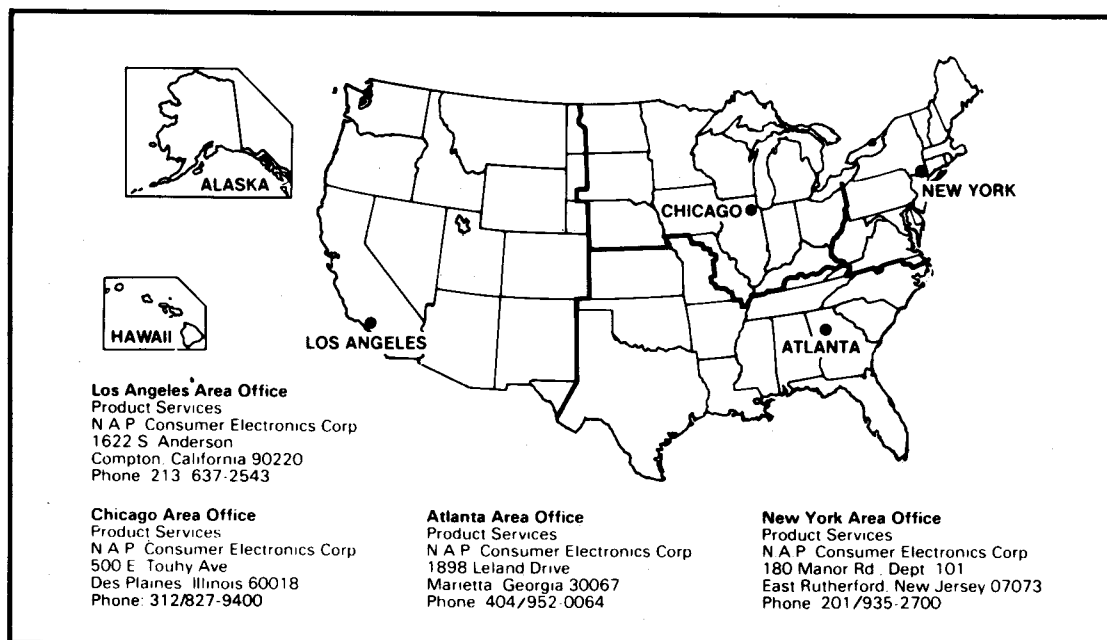 ALASKA
HAWAII
CHICAGO
NEW YORK
LOS ANGELES
ATLANTA
Los Angeles Area Office
Product Services
N A P Consumer Electronics Corp
1622 S Anderson
Compton, California 90220
Phone 213 637-2543
Chicago Area Office
Product Services
N A P Consumer Electronics Corp
500 E Touhy Ave
Des Plaines Illinois 60018
Phone: 312/827-9400
Atlanta Area Office
Product Services
N A P Consumer Electronics Corp
1898 Leland Drive
Marietta Georgia 30067
Phone 404/952-0064
New York Area Office
Product Services
N A P Consumer Electronics Corp
180 Manor Rd., Dept 101
East Rutherford, New Jersey 07073
Phone 201/935-2700